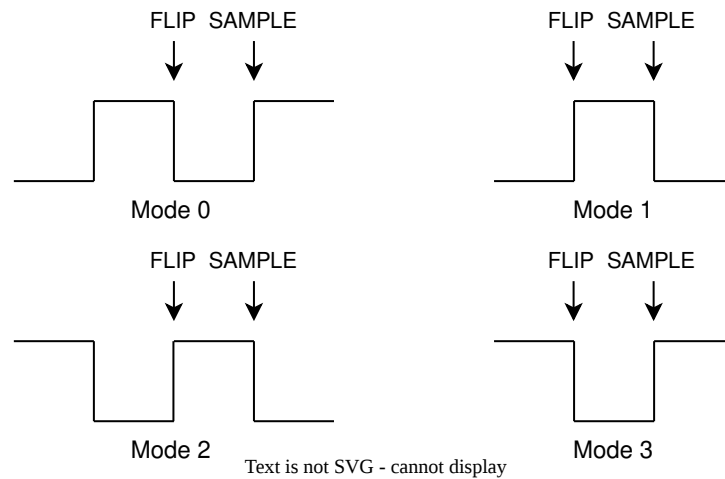 FLIP SAMPLE FLIP SAMPLE
Mode 0 Mode 1
FLIP SAMPLE FLIP SAMPLE
Mode 2 Mode 3
Text is not SVG - cannot display